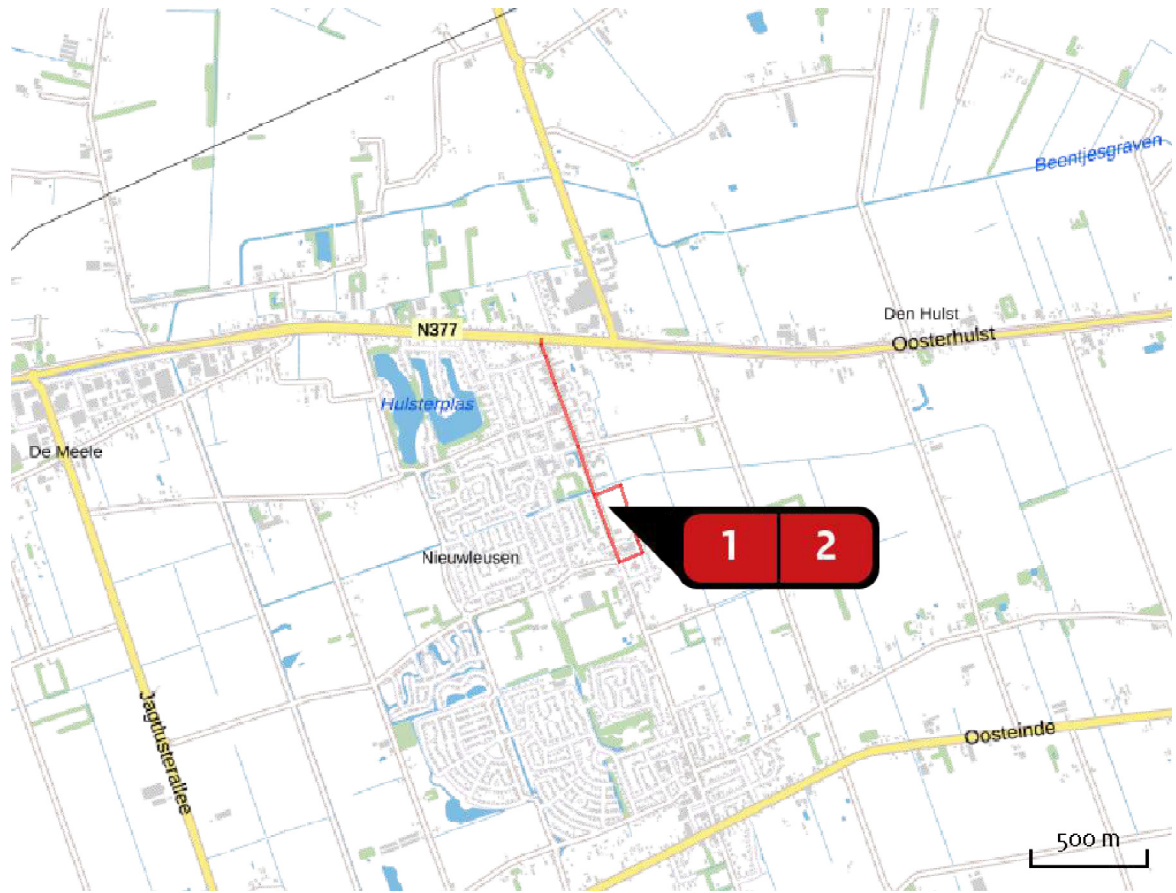 Beentjesgraven
Den Hulst
N377
Oosterhulst
Hulsterplas
De Meele
1 2
Nieuwleusen
Jagtlusterallee
Oosteinde
500 m